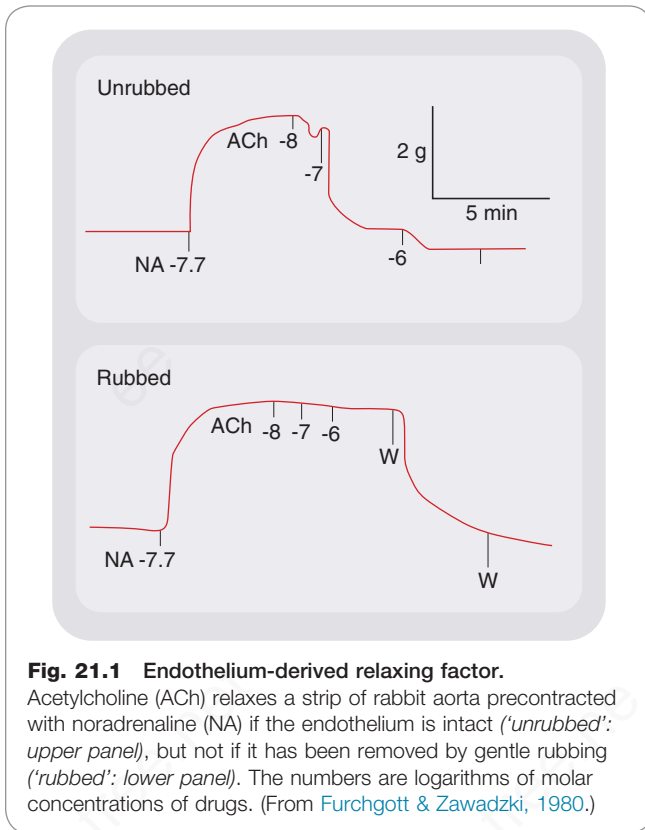 Unrubbed
ACh -8
-7
2 g
5 min
NA -7.7
-6
Rubbed
ACh -8 -7 -6
W
NA -7.7
W
Fig. 21.1 Endothelium-derived relaxing factor.
Acetylcholine (ACh) relaxes a strip of rabbit aorta precontracted
with noradrenaline (NA) if the endothelium is intact (‘unrubbed’:
upper panel), but not if it has been removed by gentle rubbing
(‘rubbed’: lower panel). The numbers are logarithms of molar
concentrations of drugs. (From Furchgott & Zawadzki, 1980.)